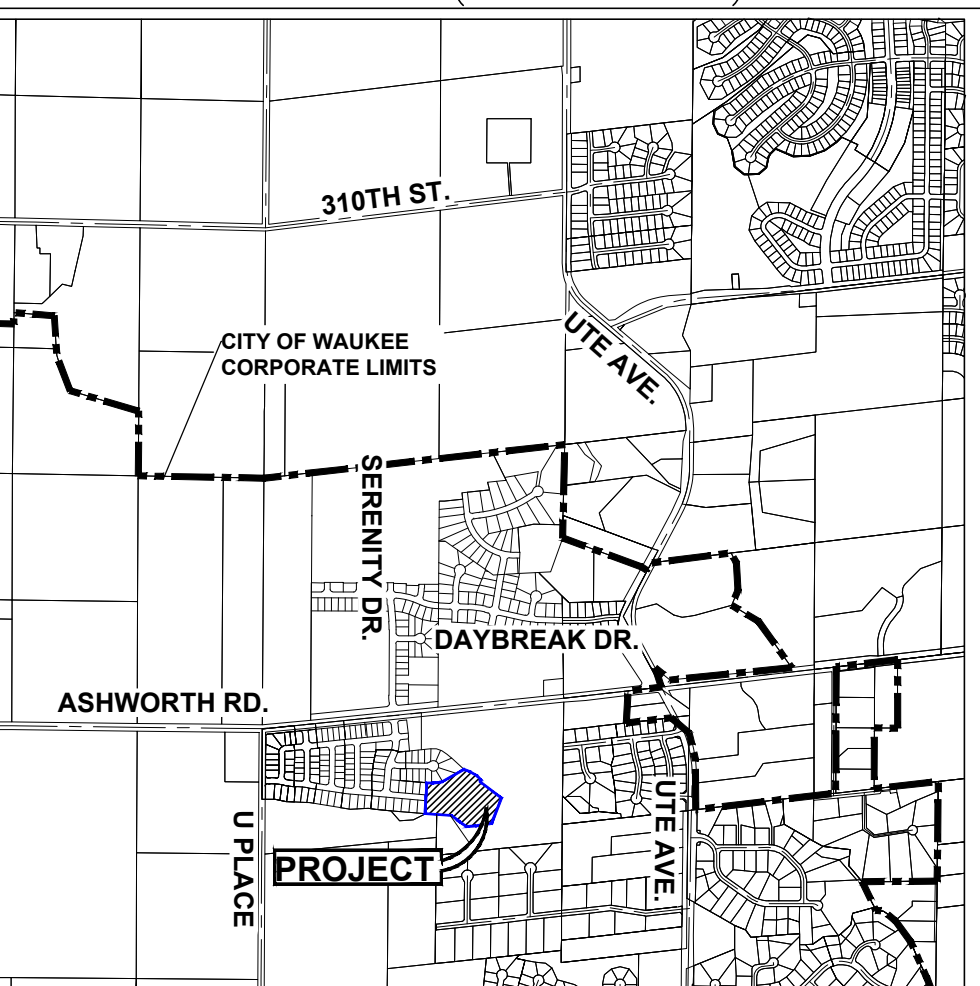 310TH ST.
CITY OF WAUKEE
CORPORATE LIMITS
UTE AVE.
SERENITY DR.
DAYBREAK DR.
ASHWORTH RD.
U PLACE
PROJECT
UTE AVE.